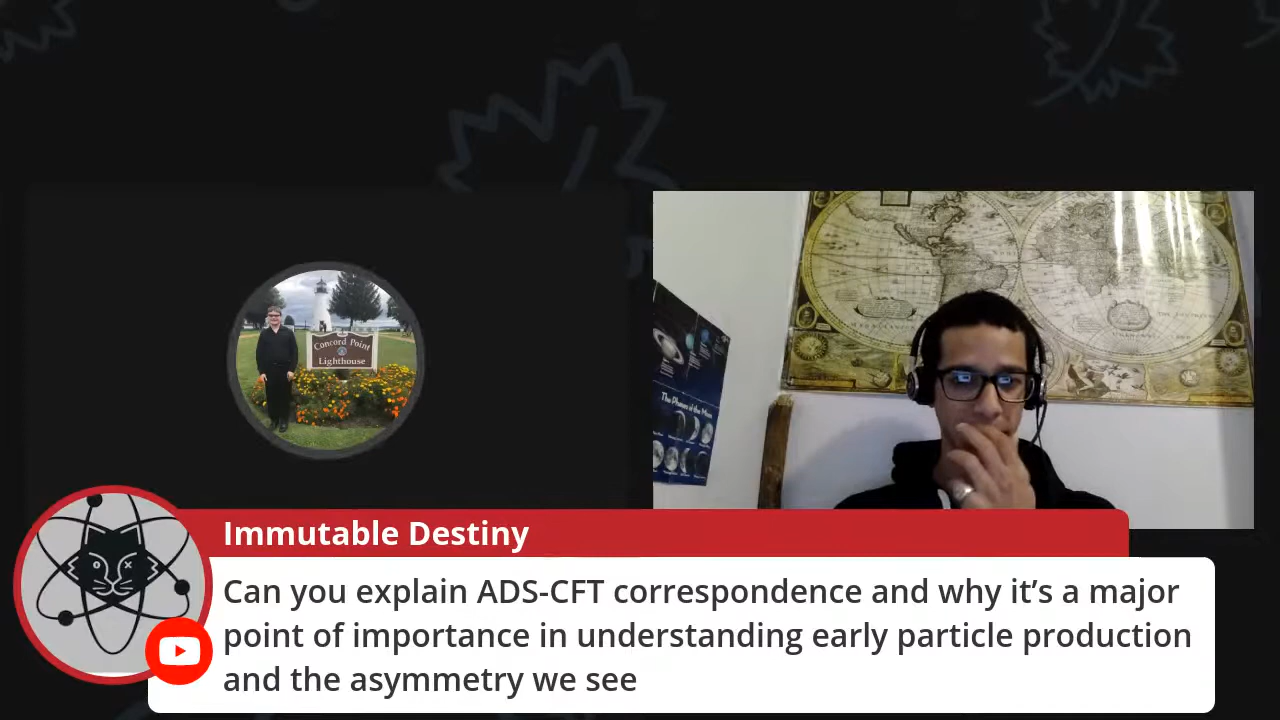 Concord Point
Lighthouse
The Phases of the Moon
Immutable Destiny
Can you explain ADS-CFT correspondence and why it’s a major
point of importance in understanding early particle production
and the asymmetry we see